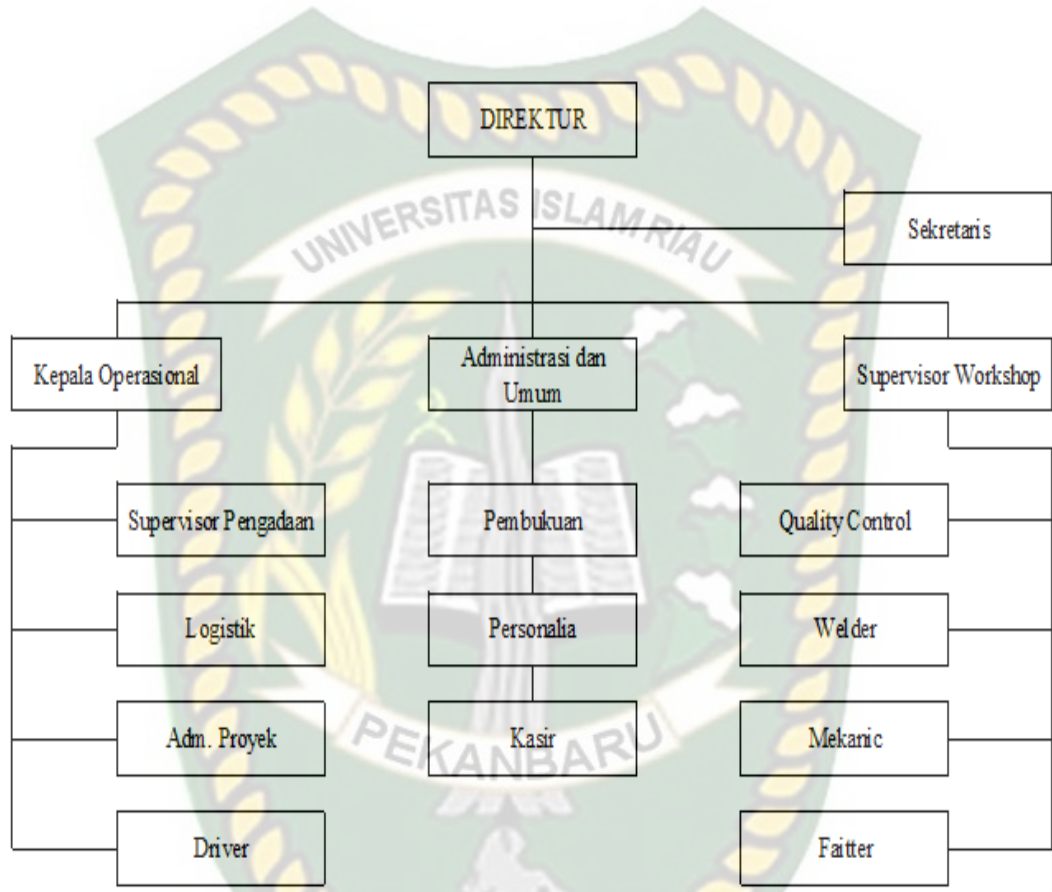 DIREKTUR
UNIVERSITAS ISLAM RIAU
Sekretaris
Kepala Operasional
Administrasi dan
Umum
Supervisor Workshop
Supervisor Pengadaan
Pembukuan
Quality Control
Logistik
Personalia
Welder
Adm. Proyek
Kasir
Mekanic
PEKANBARU
Driver
Faitter